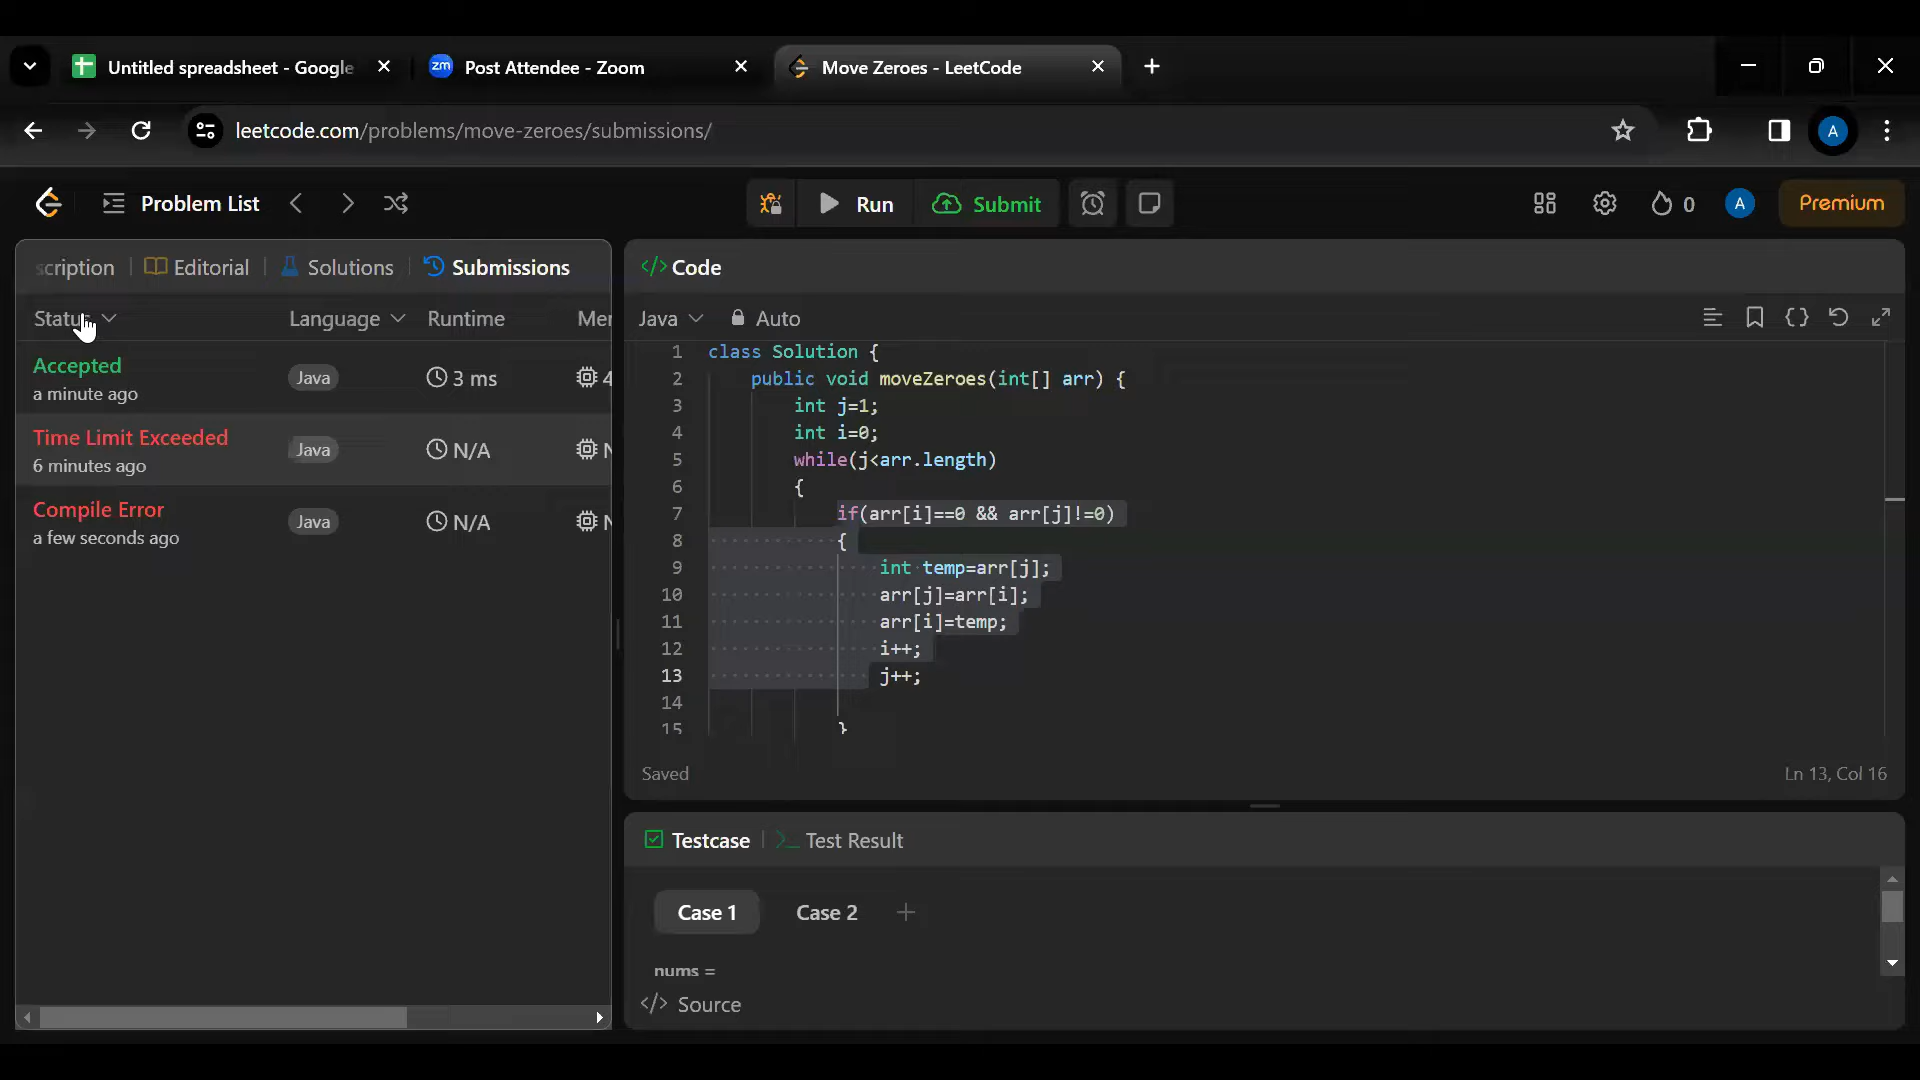 Untitled spreadsheet - Google
zm Post Attendee - Zoom
Move Zeroes - LeetCode
leetcode.com/problems/move-zeroes/submissions/
A
Problem List
Run
Submit
0
A
Premium
scription
Editorial
Solutions
Submissions
Status
Language
Runtime
Mer
Accepted
a minute ago
Java
3 ms
4
Time Limit Exceeded
6 minutes ago
Java
N/A
N
Compile Error
a few seconds ago
Java
N/A
N
</> Code
Java
Auto
1 class Solution {
2 public void moveZeroes(int[] arr) {
3 int j=1;
4 int i=0;
5 while(j<arr.length)
6 {
7 if(arr[i]==0 && arr[j]!=0)
8 {
9 int temp=arr[j];
10 arr[j]=arr[i];
11 arr[i]=temp;
12 i++;
13 j++;
14
15 }
Saved
Ln 13, Col 16
Testcase
>_ Test Result
Case 1
Case 2
+
nums =
</> Source